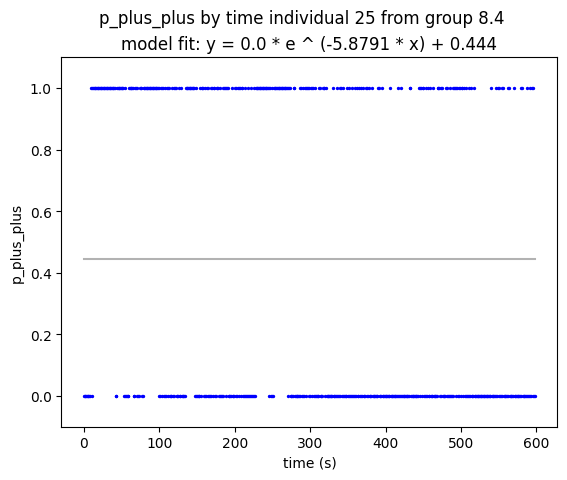 p_plus_plus by time individual 25 from group 8.4
model fit: y = 0.0 * e ^ (-5.8791 * x) + 0.444
1.0
0.8
0.6
0.4
0.2
0.0
p_plus_plus
0 100 200 300 400 500 600
time (s)